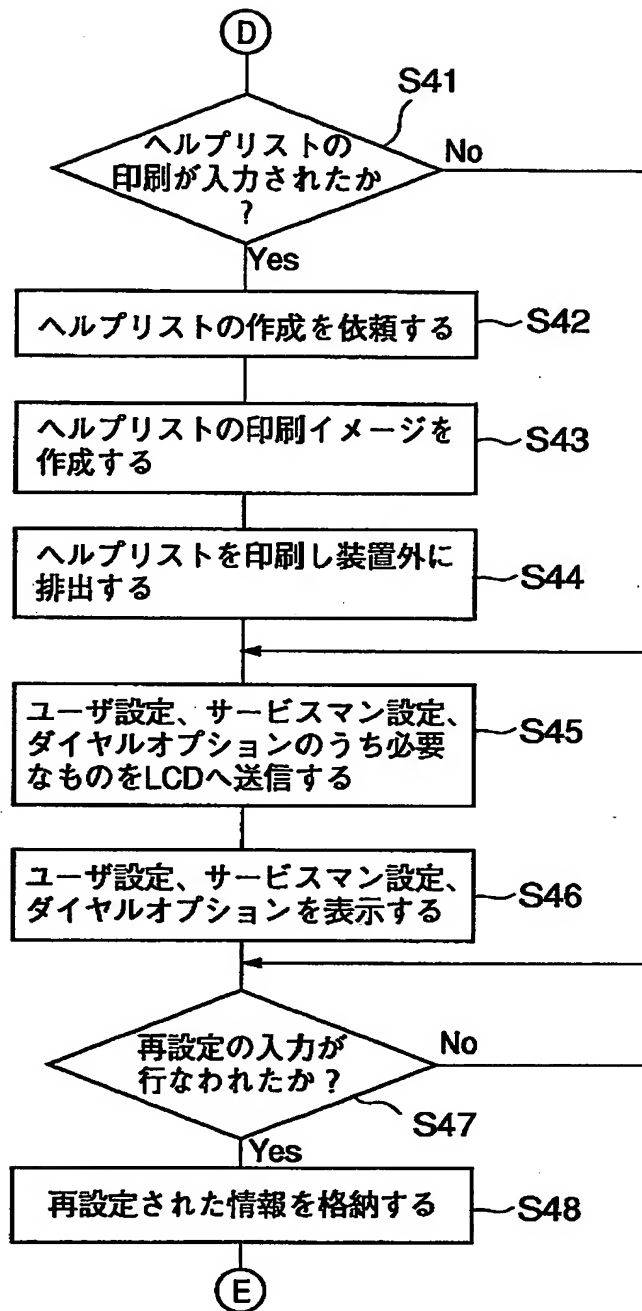 D
S41
ヘルプリストの
印刷が入力されたか
?
No
Yes
ヘルプリストの作成を依頼する
S42
ヘルプリストの印刷イメージを
作成する
S43
ヘルプリストを印刷し装置外に
排出する
S44
ユーザ設定、サービスマン設定、
ダイヤルオプションのうち必要
なものをLCDへ送信する
S45
ユーザ設定、サービスマン設定、
ダイヤルオプションを表示する
S46
再設定の入力が
行なわれたか?
No
S47
Yes
再設定された情報を格納する
S48
E